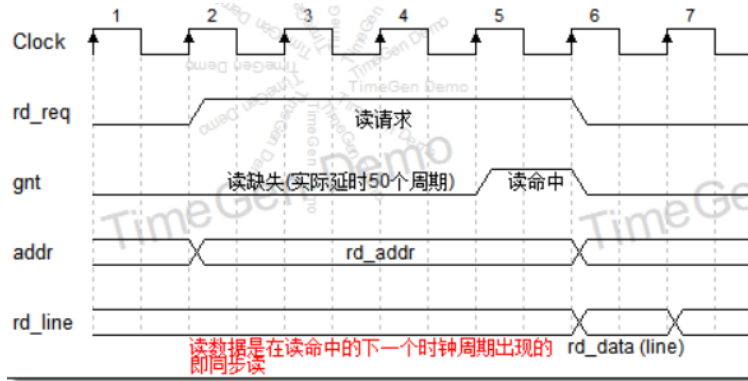 1 2 3 4 5 6 7
Clock
rd_req
读请求
gnt
读缺失(实际延时50个周期)
读命中
addr
rd_addr
rd_line
读数据是在读命中的下一个时钟周期出现的
即同步读
rd_data (line)
TimeGen Demo
TimeGen Demo
TimeGen Demo
TimeGe